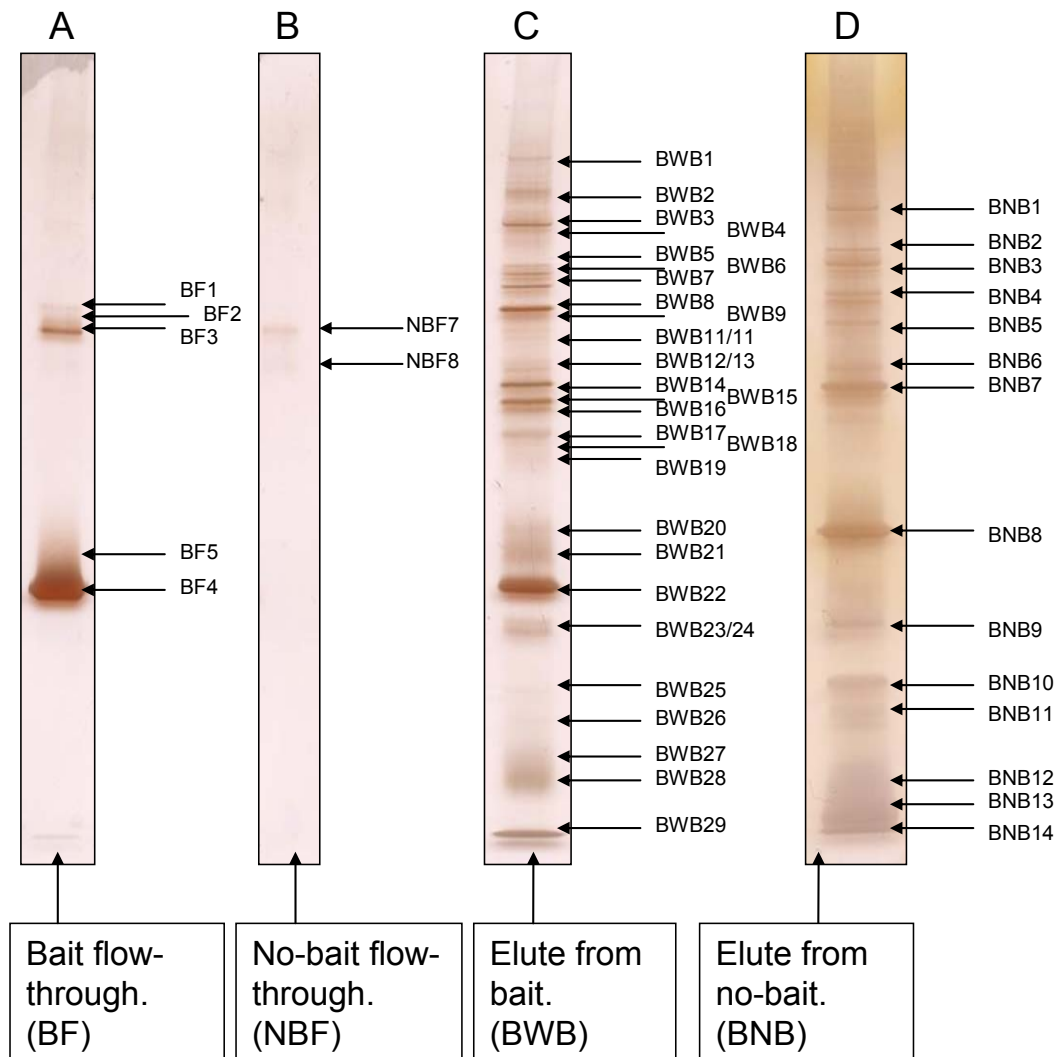 A
B
C
D
BF1
BF2
BF3
BF5
BF4
NBF7
NBF8
BWB1
BWB2
BWB3
BWB4
BWB5
BWB6
BWB7
BWB8
BWB9
BWB11/11
BWB12/13
BWB14
BWB15
BWB16
BWB17
BWB18
BWB19
BWB20
BWB21
BWB22
BWB23/24
BWB25
BWB26
BWB27
BWB28
BWB29
BNB1
BNB2
BNB3
BNB4
BNB5
BNB6
BNB7
BNB8
BNB9
BNB10
BNB11
BNB12
BNB13
BNB14
Bait flow-
through.
(BF)
No-bait flow-
through.
(NBF)
Elute from
bait.
(BWB)
Elute from
no-bait.
(BNB)